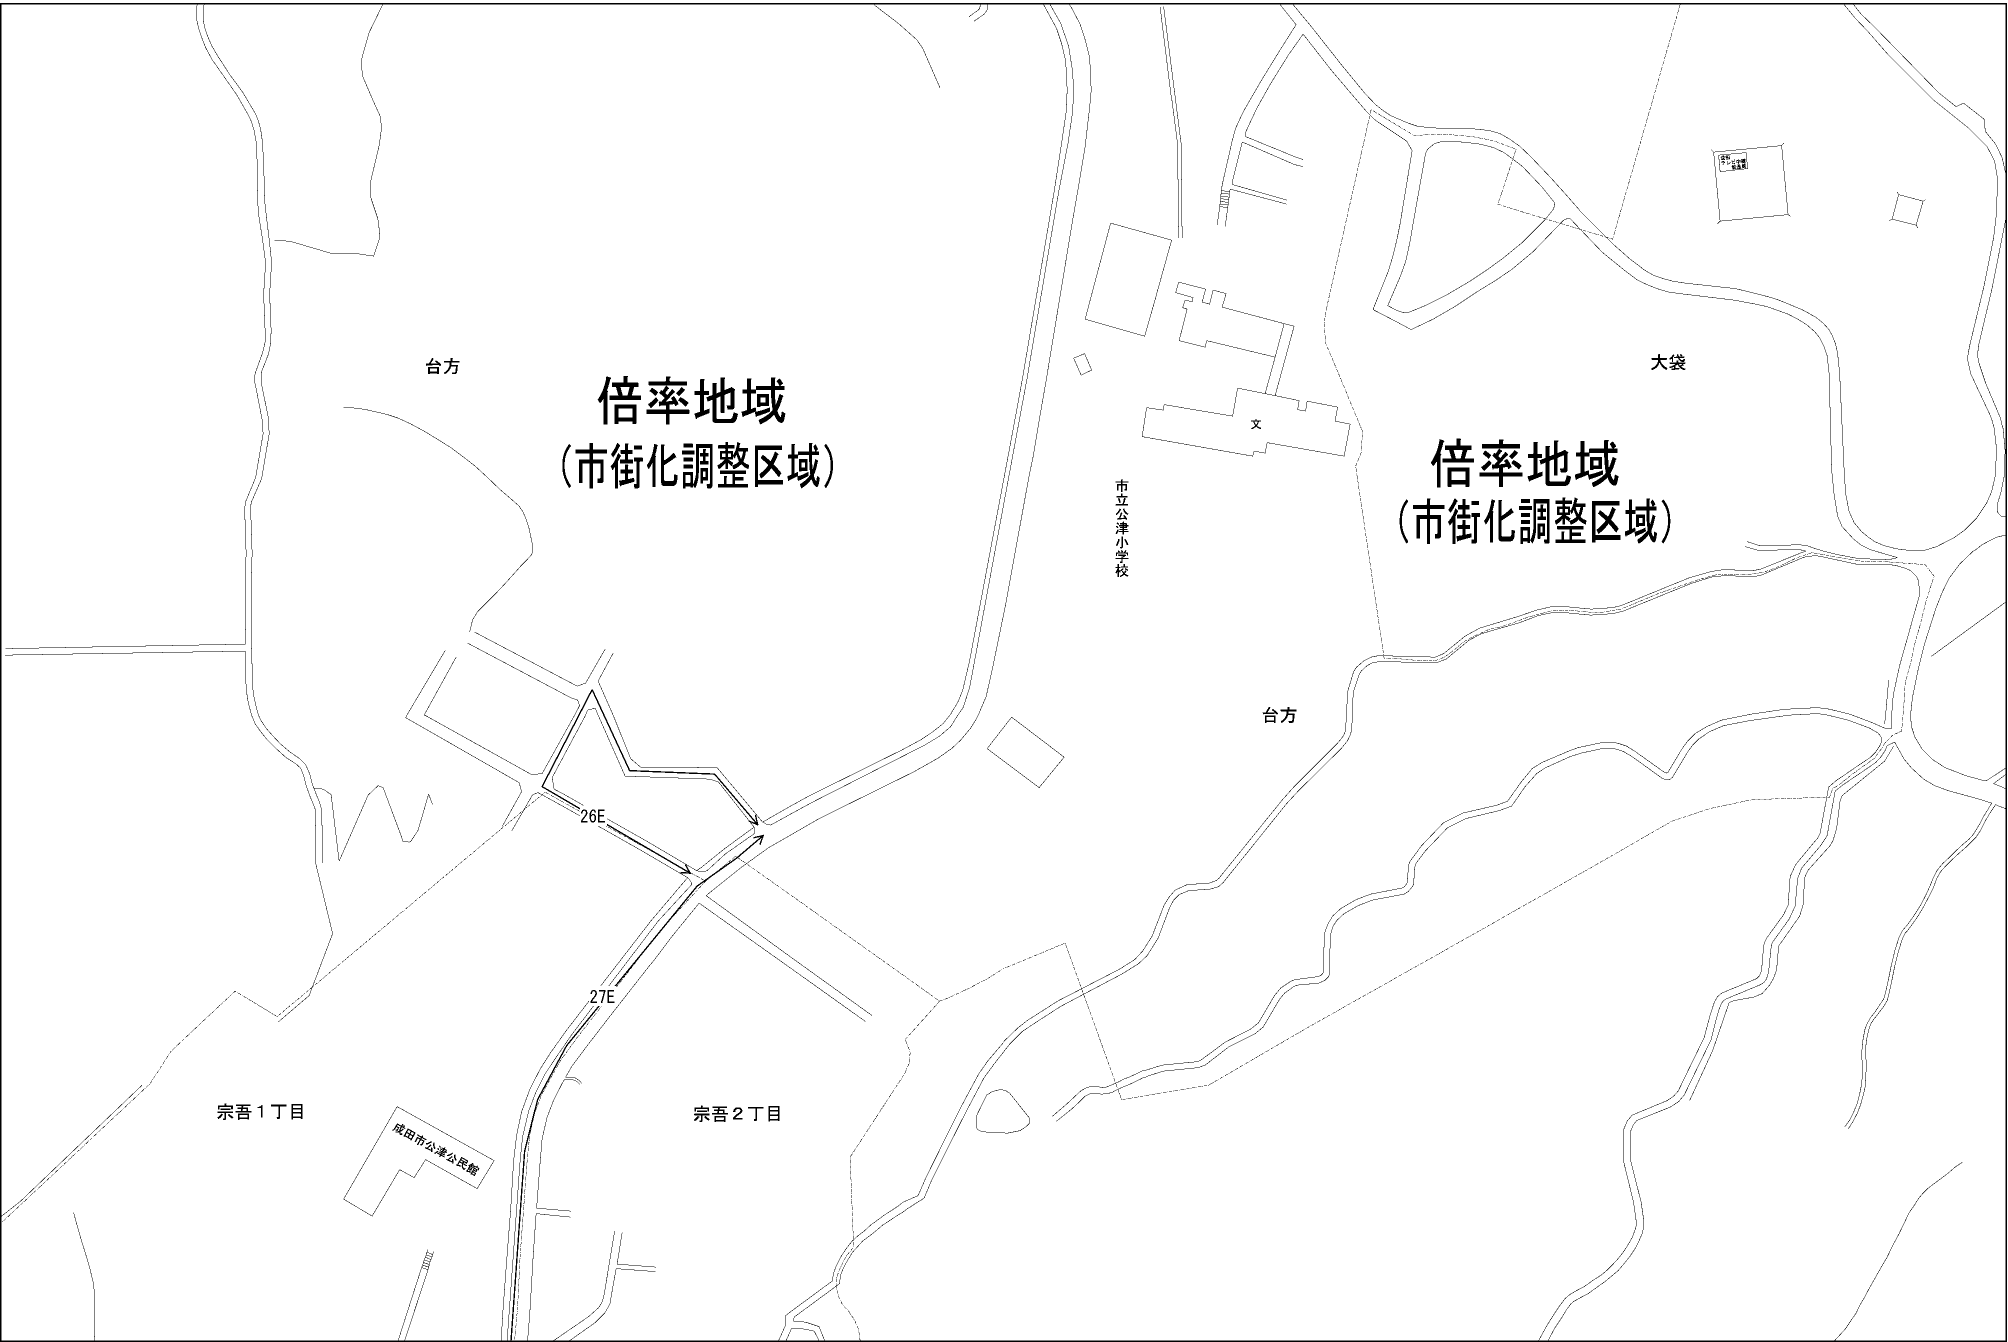 台方
倍率地域
(市街化調整区域)
大袋
文
倍率地域
(市街化調整区域)
市立公津小学校
台方
26E
27E
宗吾1丁目
宗吾2丁目
成田市公津公民館